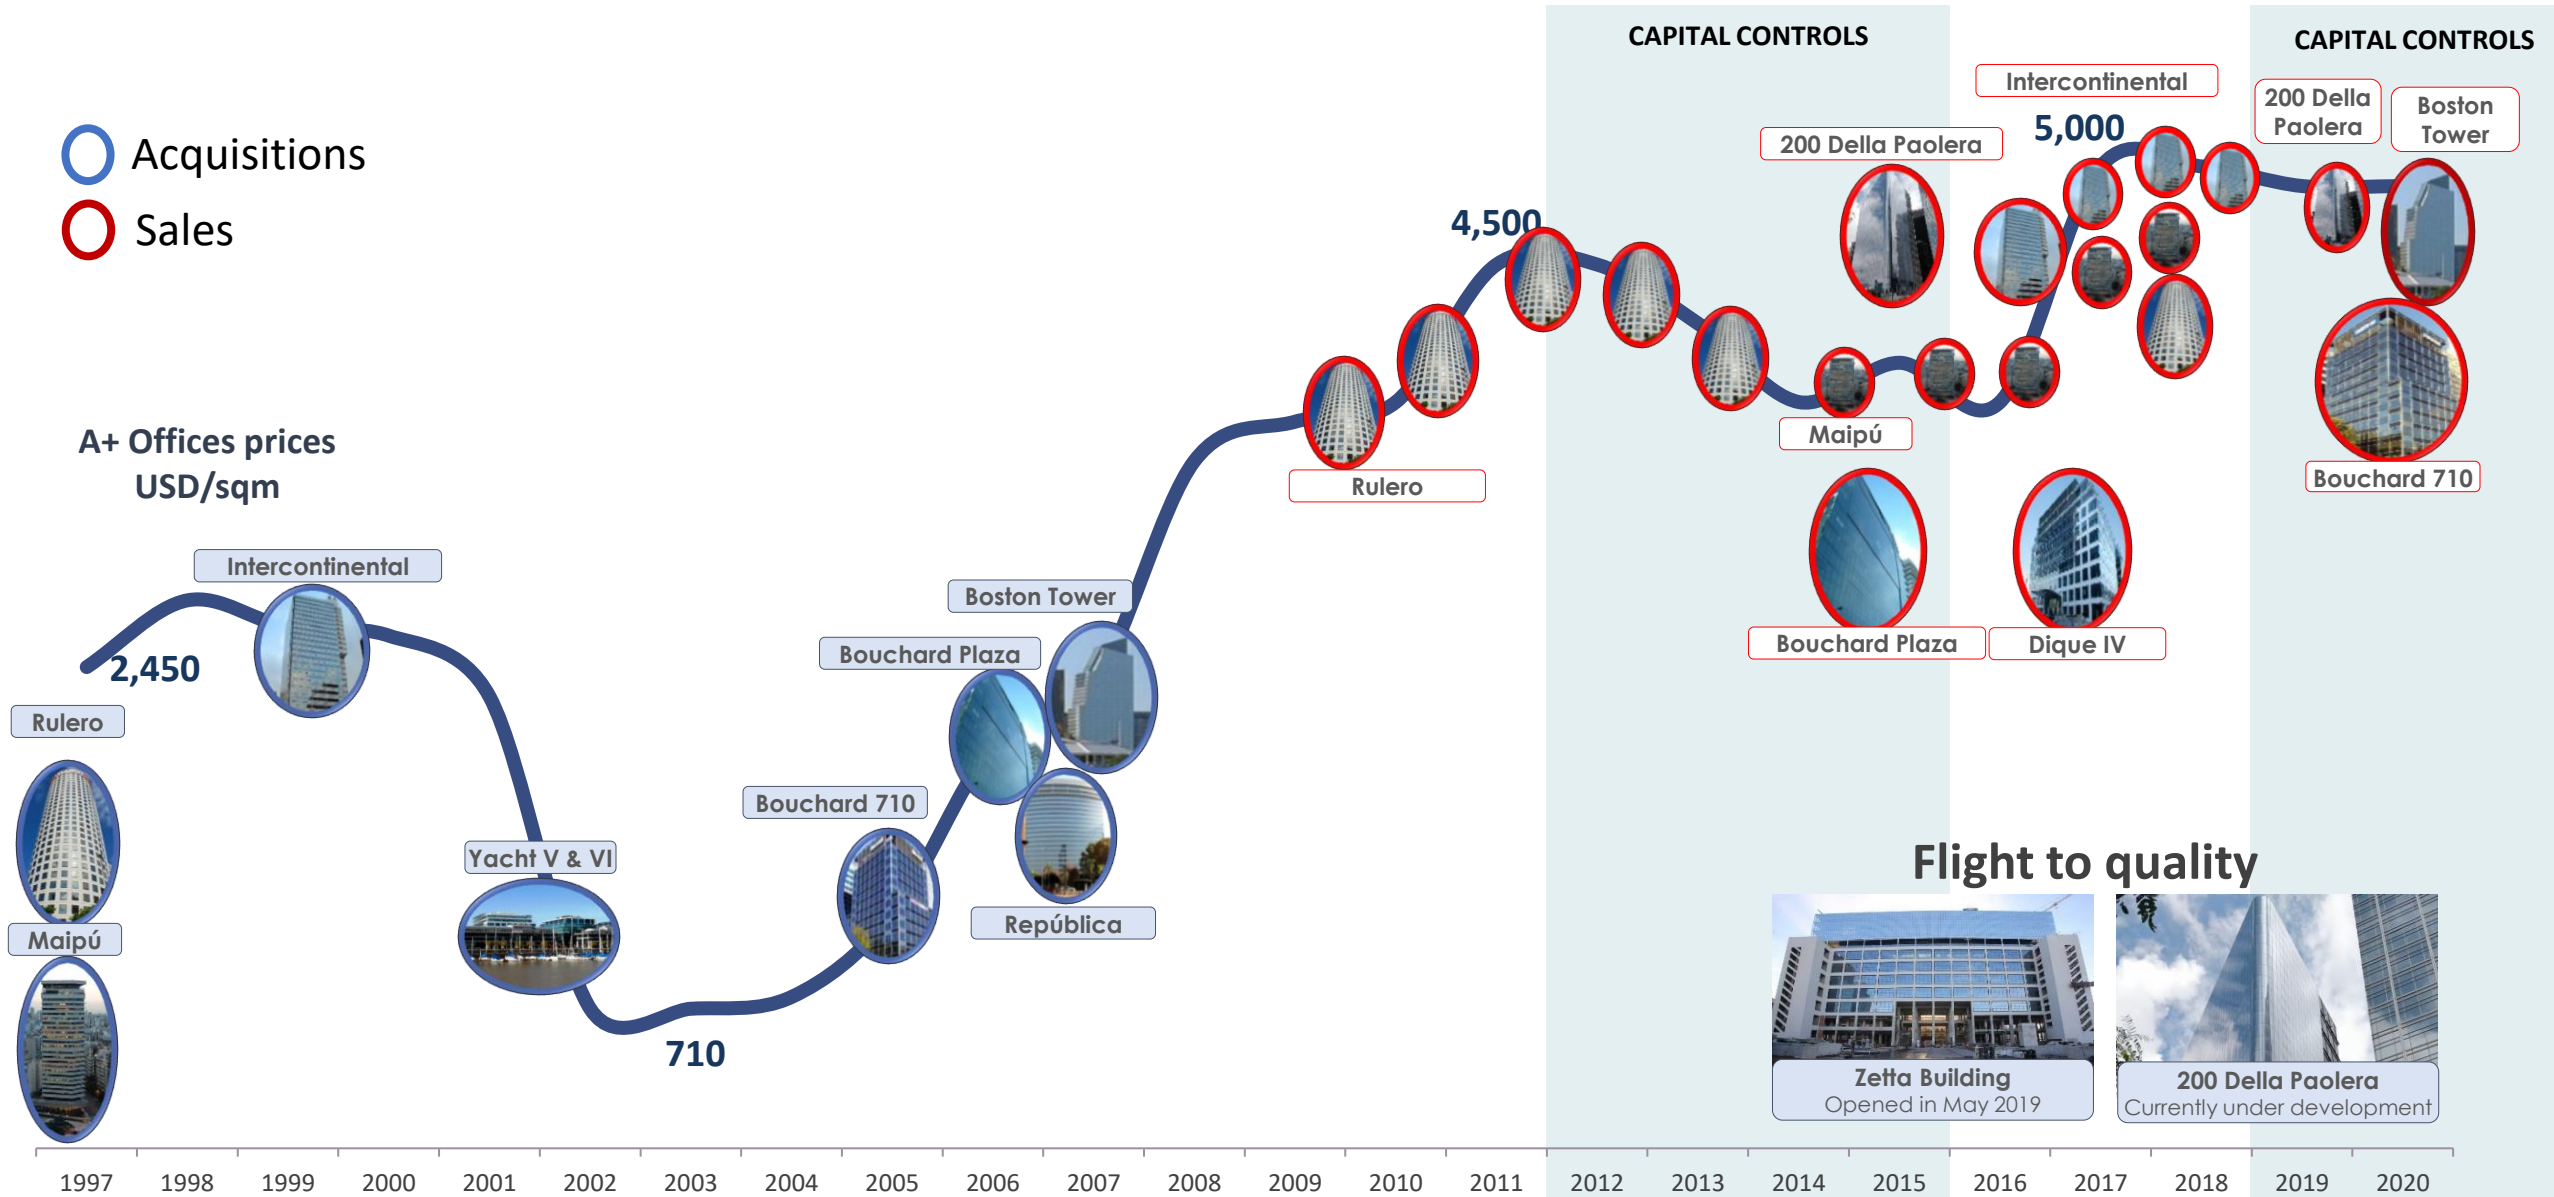 CAPITAL CONTROLS
CAPITAL CONTROLS
Acquisitions
Sales
Intercontinental
5,000
200 Della
Paolera
Boston
Tower
200 Della Paolera
4,500
A+ Offices prices
USD/sqm
Maipú
Rulero
Bouchard 710
Intercontinental
Boston Tower
Bouchard Plaza
Bouchard Plaza
Dique IV
2,450
Rulero
Bouchard 710
Yacht V & VI
República
Maipú
710
Flight to quality
Zetta Building
Opened in May 2019
200 Della Paolera
Currently under development
1997 1998 1999 2000 2001 2002 2003 2004 2005 2006 2007 2008 2009 2010 2011 2012 2013 2014 2015 2016 2017 2018 2019 2020